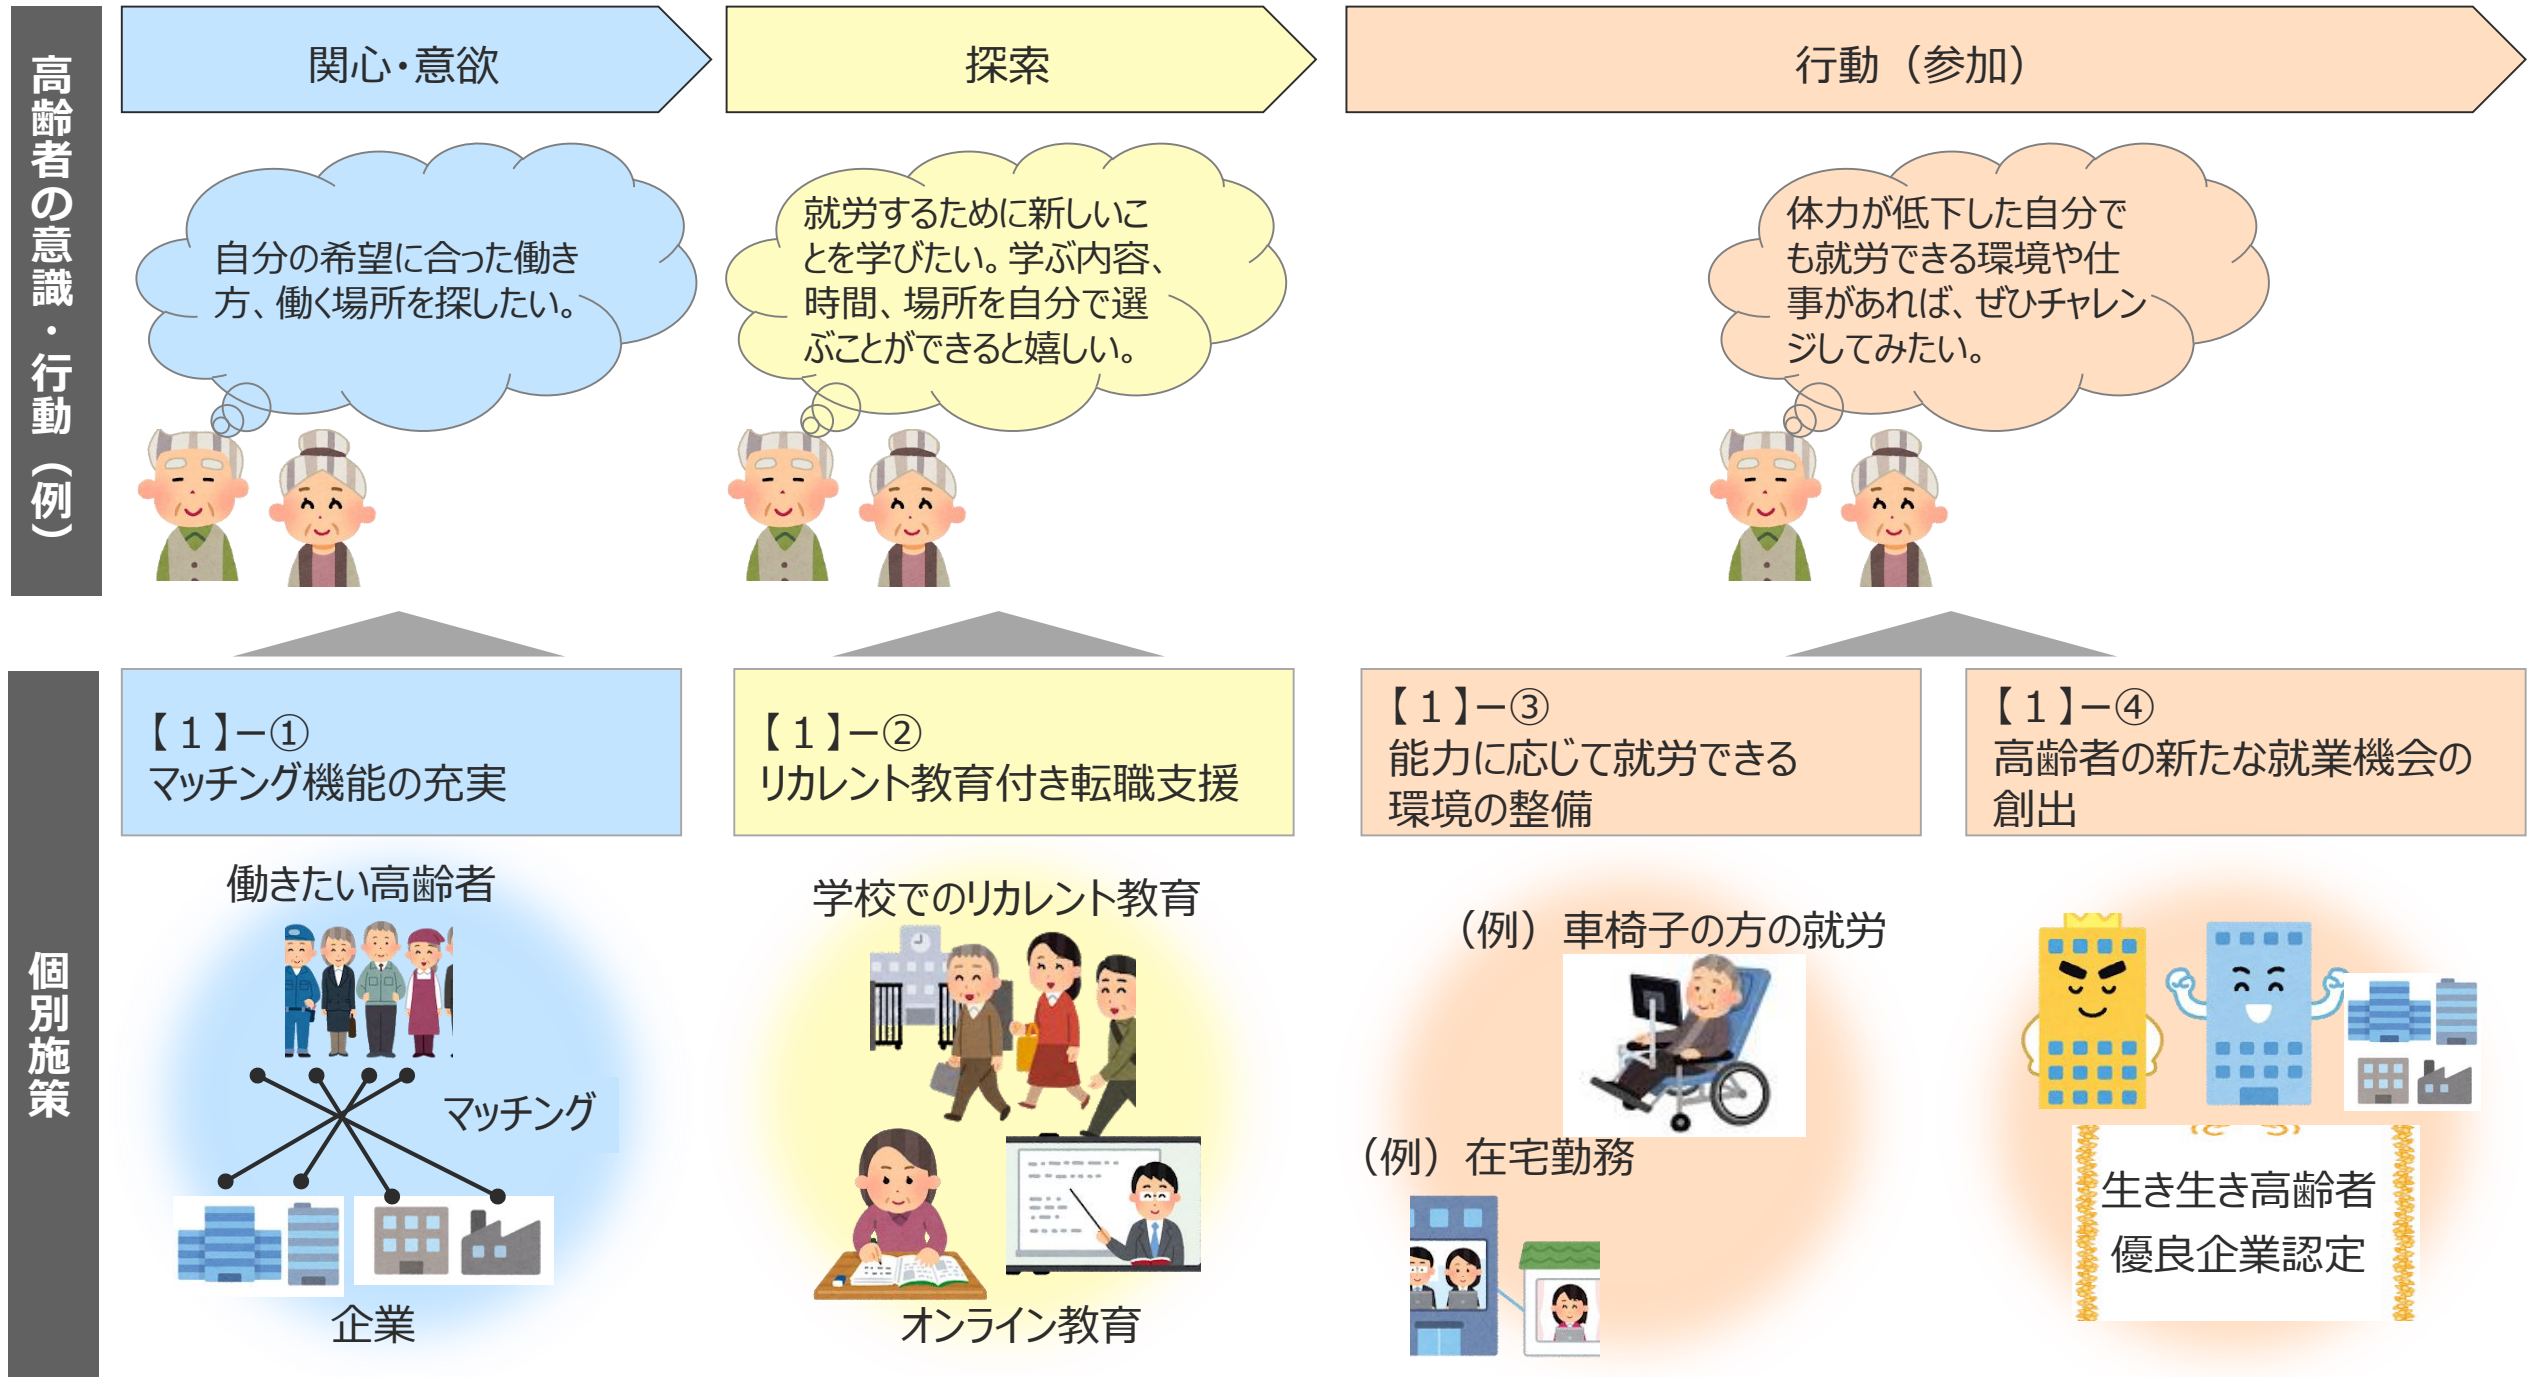 高齢者の意識・行動（例）
関心・意欲
探索
行動（参加）
自分の希望に合った働き
方、働く場所を探したい。
就労するために新しいこ
とを学びたい。学ぶ内容、
時間、場所を自分で選
ぶことができると嬉しい。
体力が低下した自分で
も就労できる環境や仕
事があれば、ぜひチャレン
ジしてみたい。
個別施策
【１】－①
マッチング機能の充実
【１】－②
リカレント教育付き転職支援
【１】－③
能力に応じて就労できる
環境の整備
【１】－④
高齢者の新たな就業機会の
創出
働きたい高齢者
マッチング
企業
学校でのリカレント教育
オンライン教育
（例）車椅子の方の就労
（例）在宅勤務
生き生き高齢者
優良企業認定